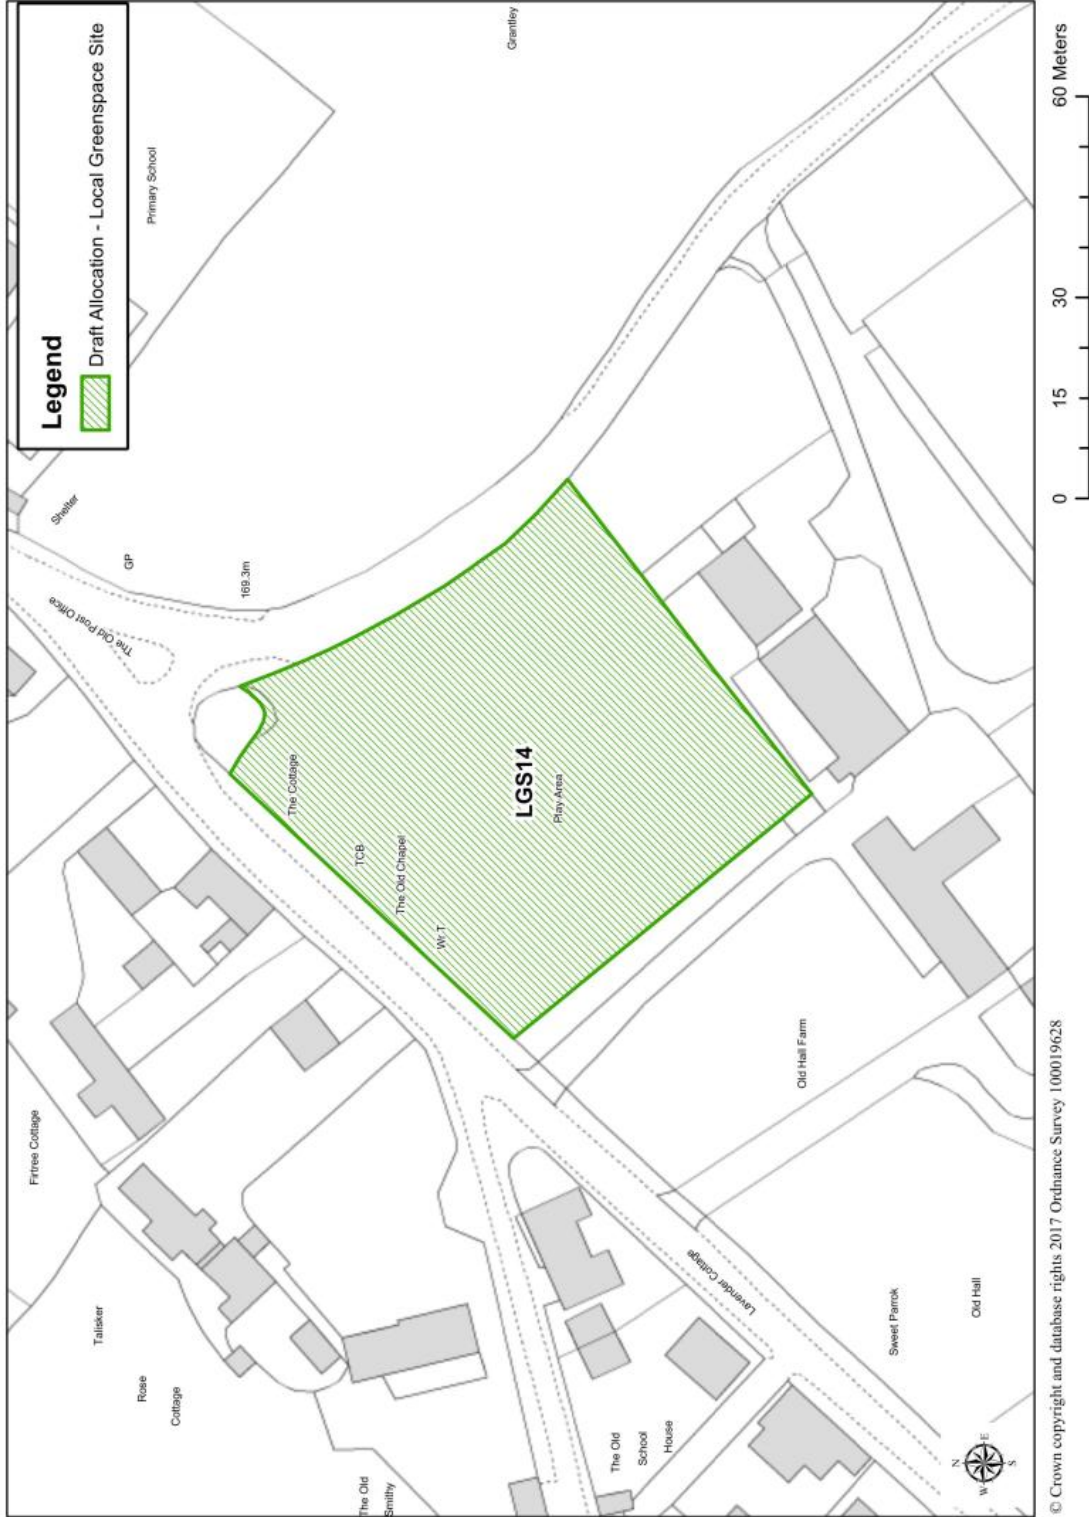 Legend
Draft Allocation - Local Greenspace Site
Primary School
Grantley
Shelter
GP
169.3m
The Old Post Office
The Cottage
TCB
The Old Chapel
Wr T
LGS14
Play Area
Firtree Cottage
Talisker
Rose
Cottage
The Old
Smithy
The Old
School
House
Lavender Cottage
Old Hall Farm
Sweet Parrok
Old Hall
N
E
S
W
0 15 30 60 Meters
© Crown copyright and database rights 2017 Ordnance Survey 100019628